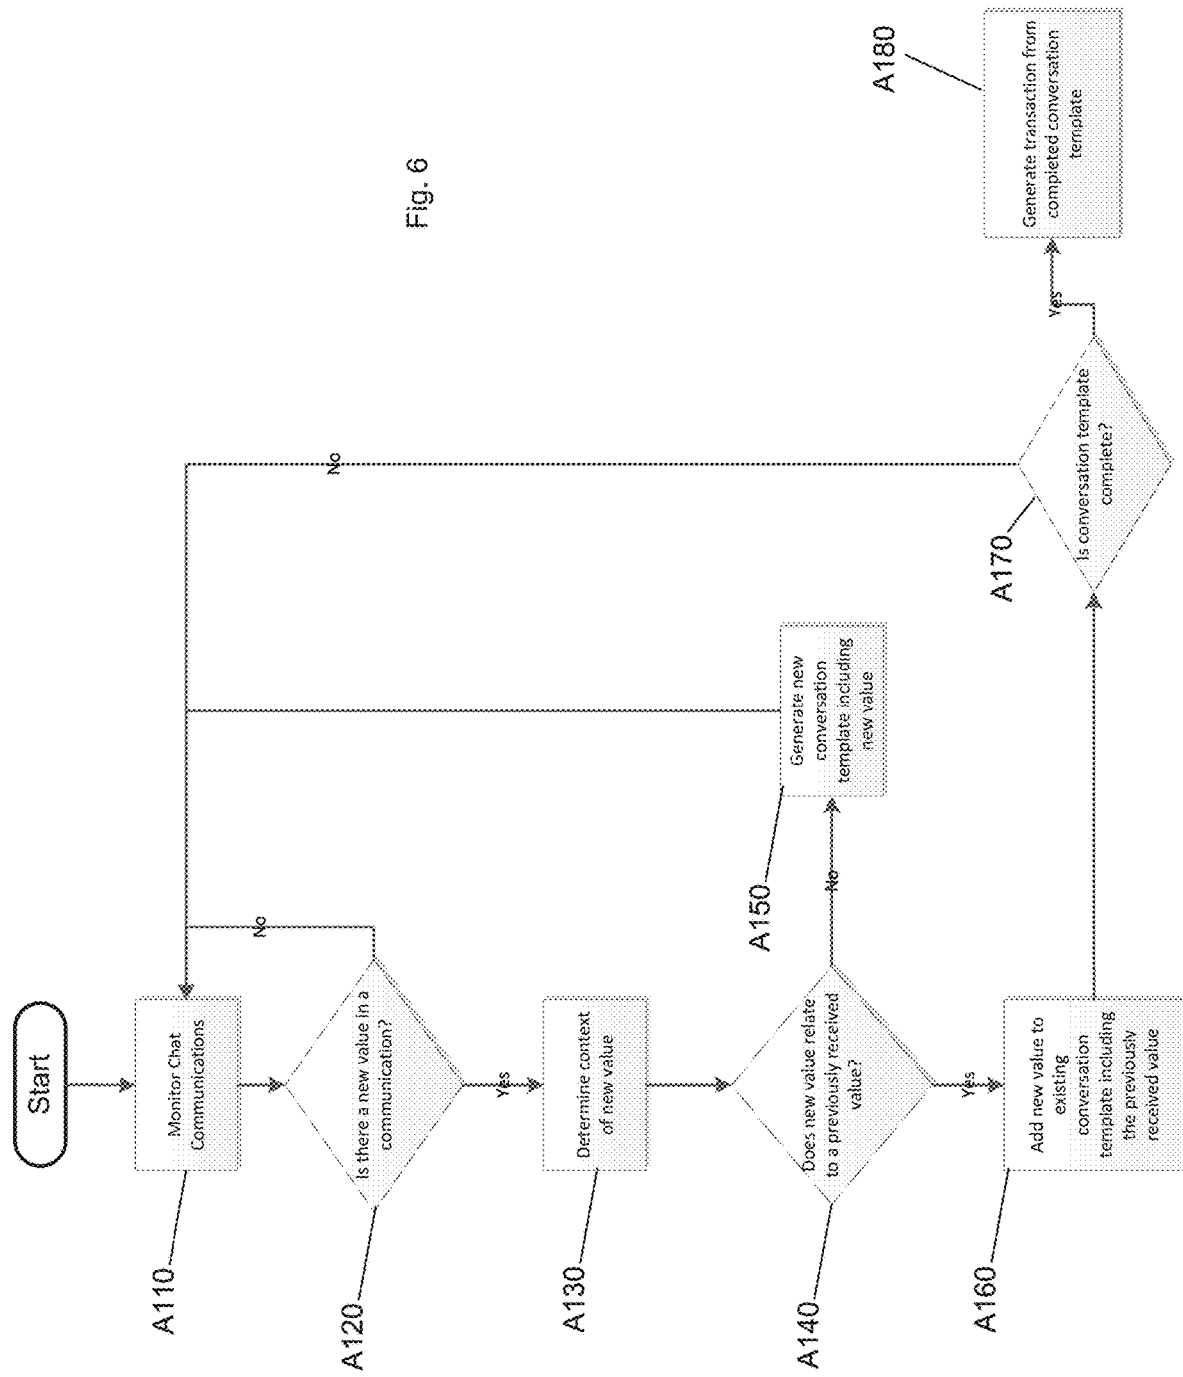 Start
A110
Monitor Chat
Communications
A120
Is there a new value in a
communication?
No
Yes
A130
Determine context
of new value
A140
Does new value relate
to a previously received
value?
No
Yes
A150
Generate new
conversation
template including
new value
A160
Add new value to
existing
conversation
template including
the previously
received value
A170
Is conversation template
complete?
No
Yes
A180
Generate transaction from
completed conversation
template
Fig. 6